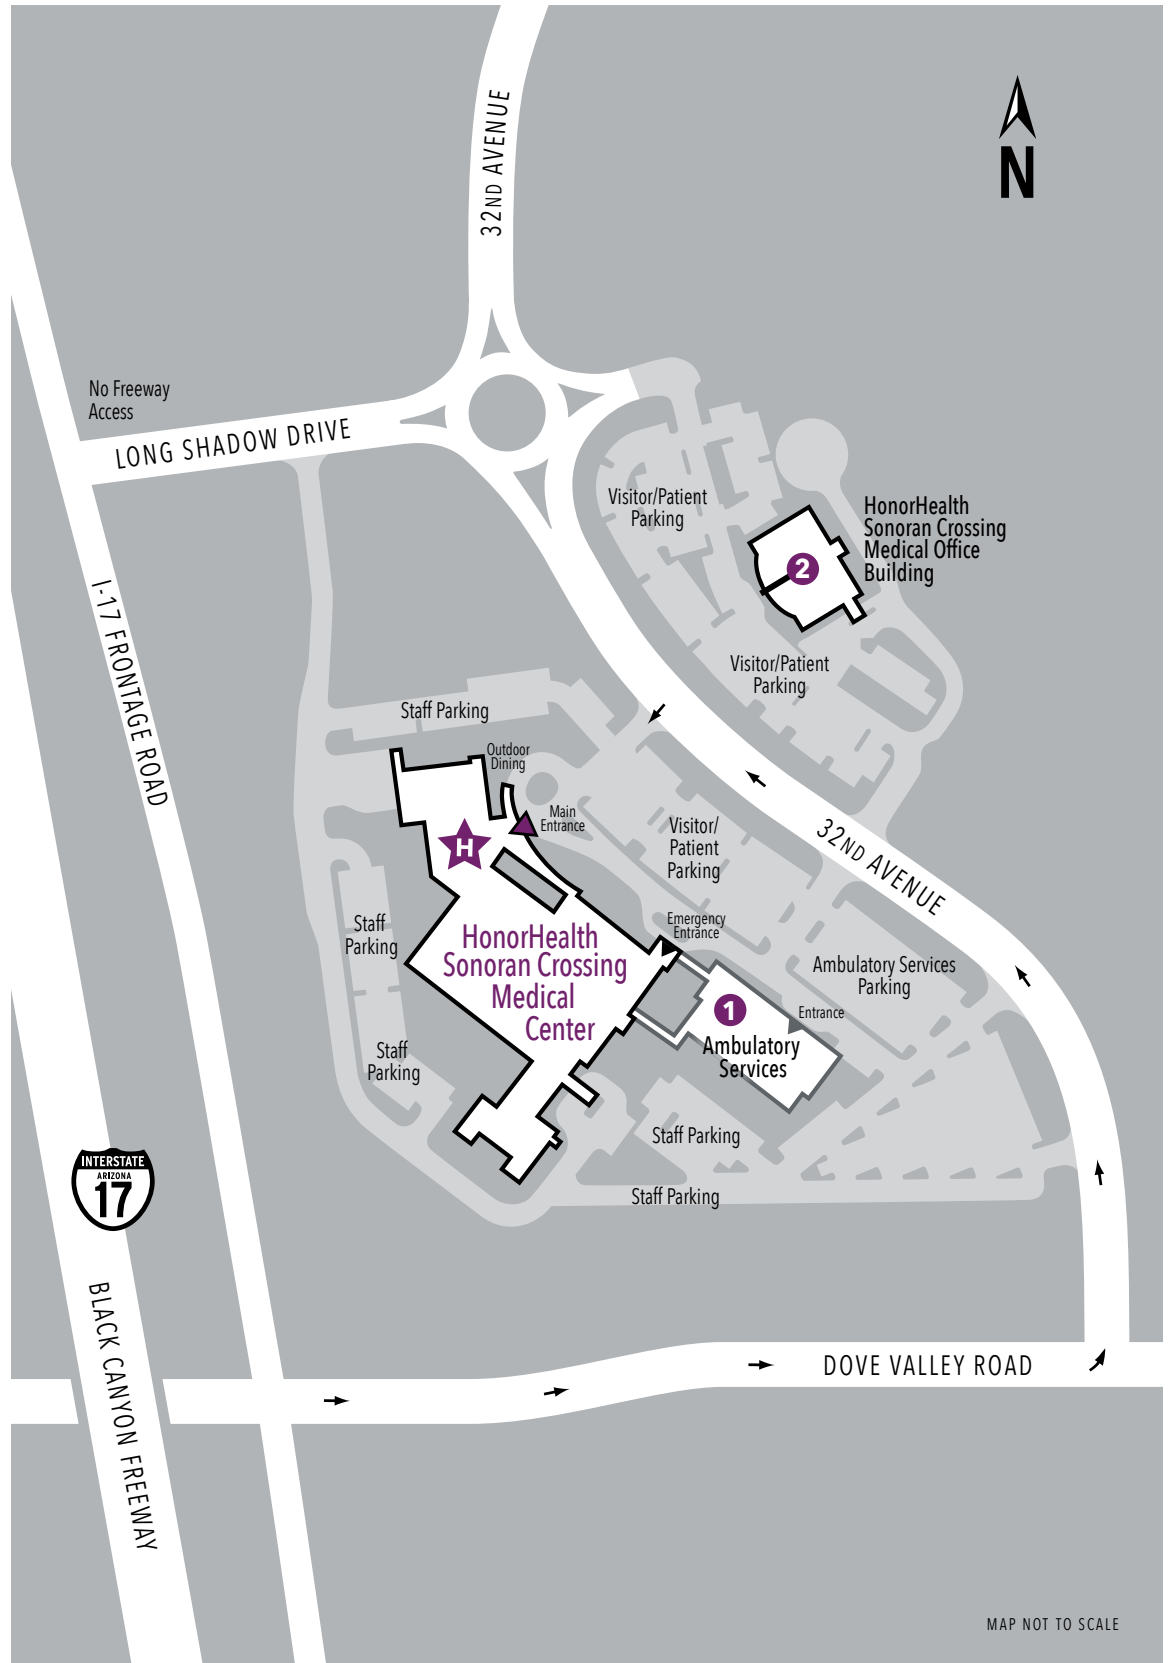 32ND AVENUE
N
No Freeway
Access
LONG SHADOW DRIVE
Visitor/Patient
Parking
HonorHealth
Sonoran Crossing
Medical Office
Building
2
I-17 FRONTAGE ROAD
Visitor/Patient
Parking
Staff Parking
Outdoor
Dining
Main
Entrance
H
Visitor/
Patient
Parking
32ND AVENUE
Staff
Parking
Emergency
Entrance
HonorHealth
Sonoran Crossing
Medical
Center
Ambulatory Services
Parking
1
Entrance
Ambulatory
Services
Staff
Parking
Staff Parking
Staff Parking
INTERSTATE
ARIZONA
17
BLACK CANYON FREEWAY
DOVE VALLEY ROAD
MAP NOT TO SCALE